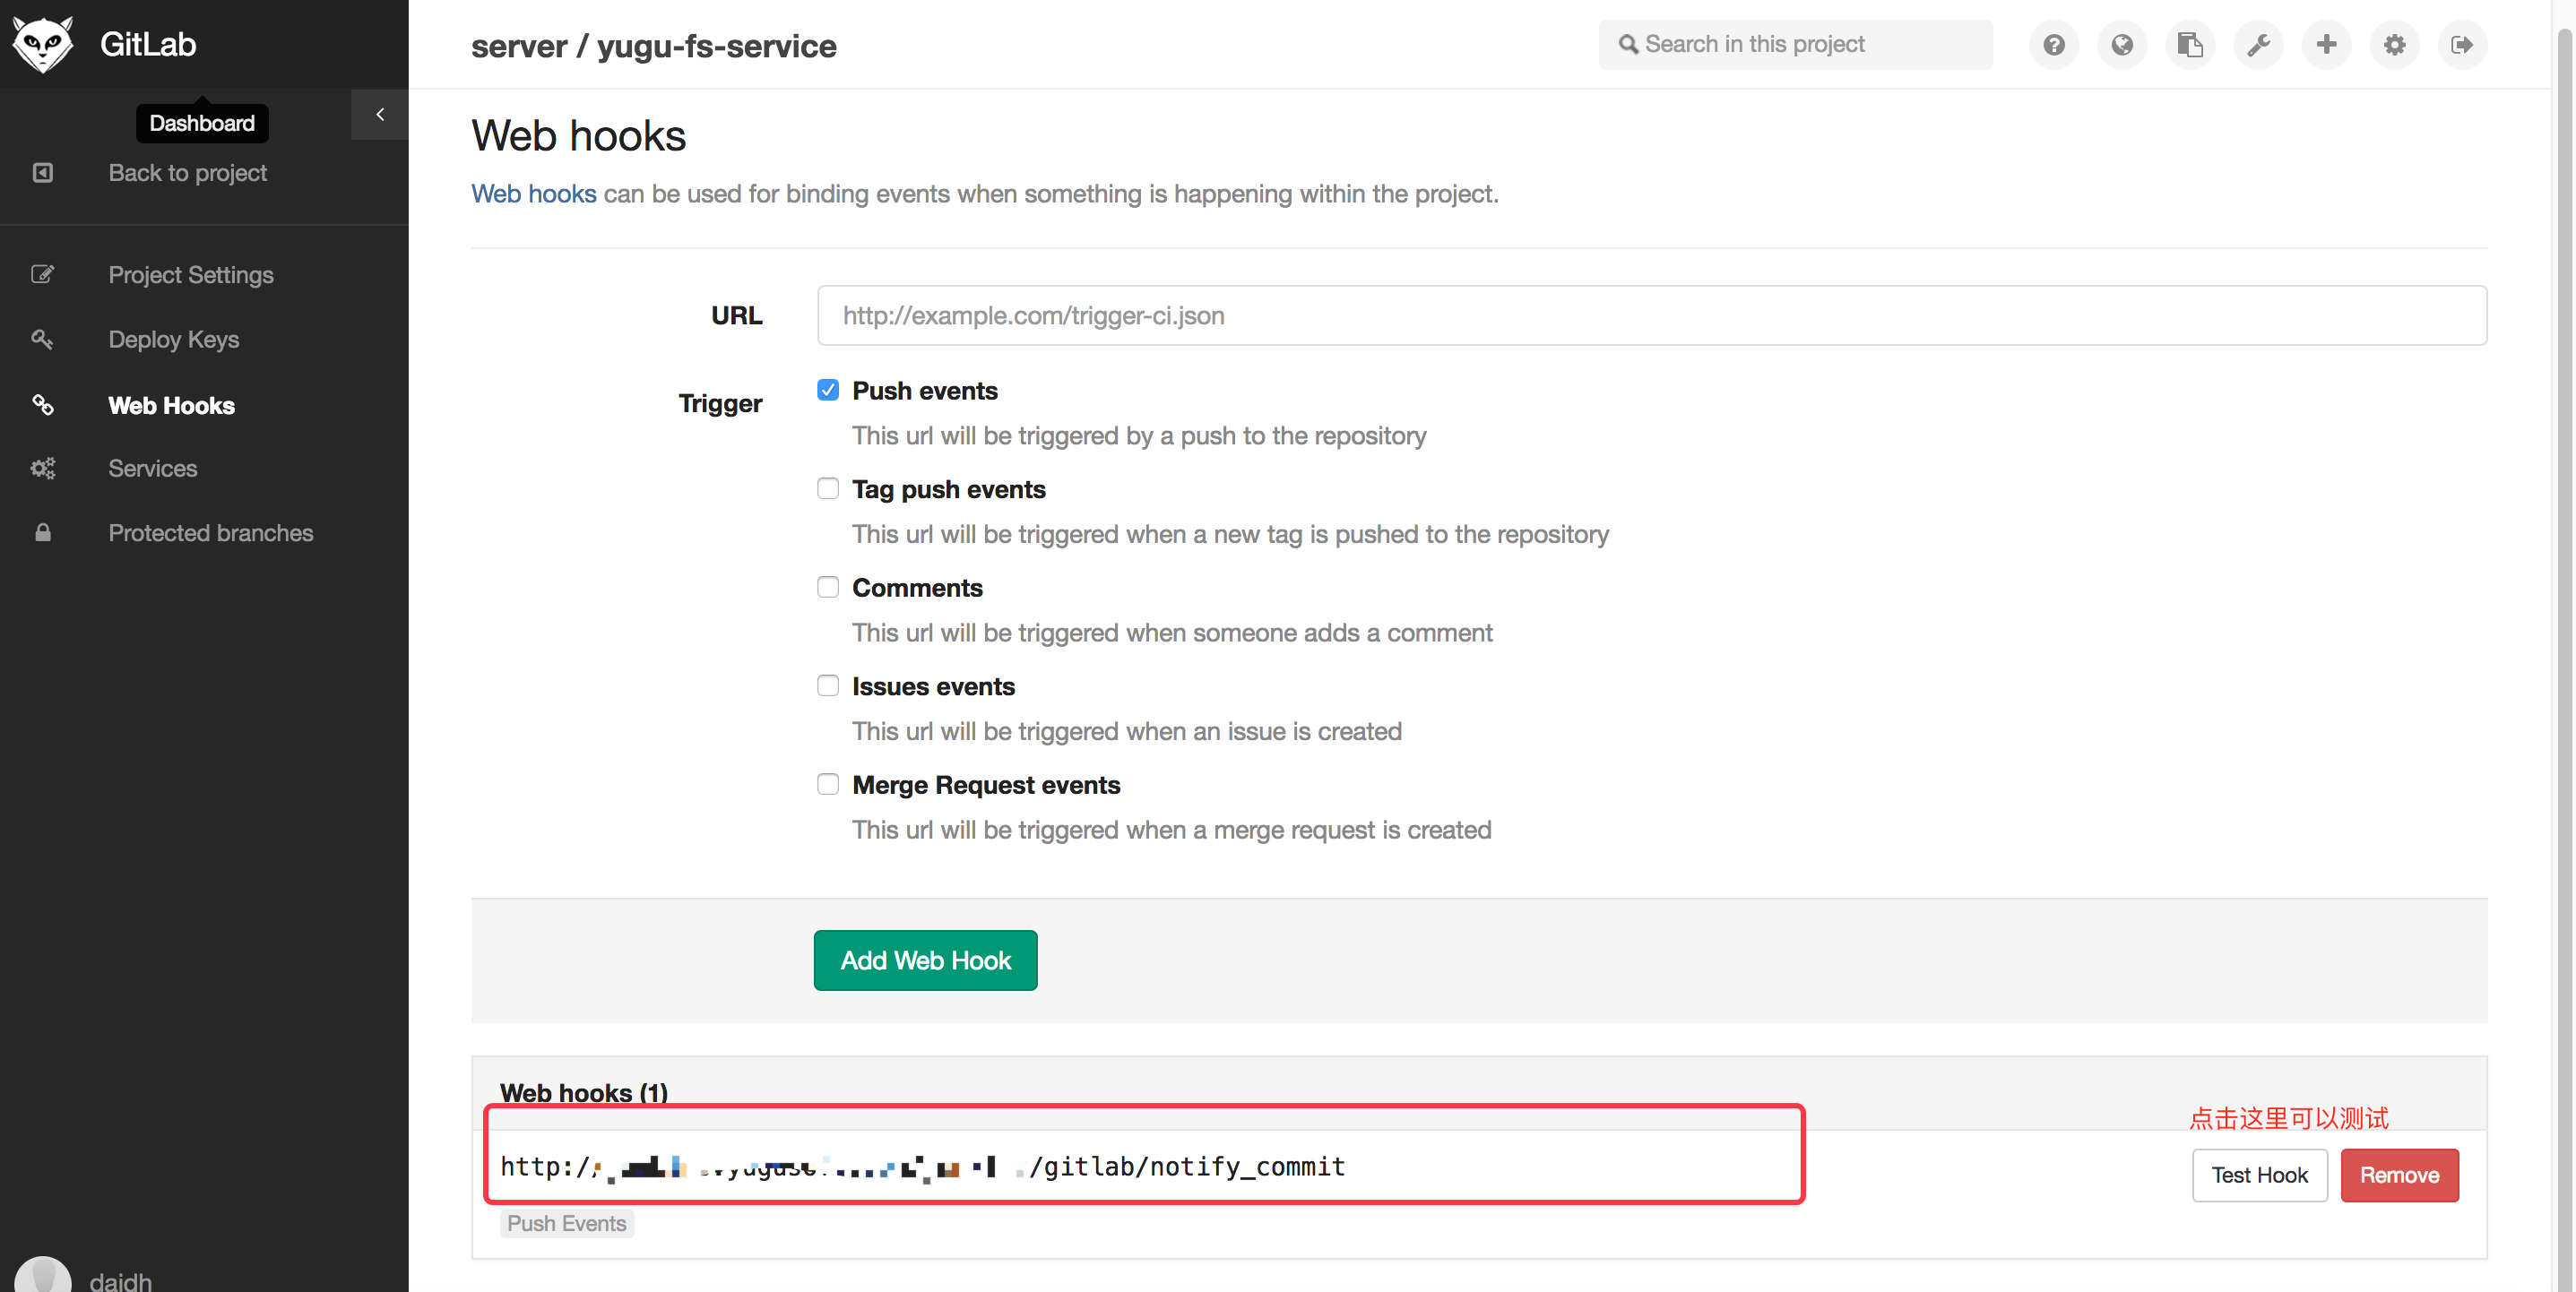 GitLab
server / yugu-fs-service
Search in this project
Dashboard
Back to project
Project Settings
Deploy Keys
Web Hooks
Services
Protected branches
daidh
Web hooks
Web hooks can be used for binding events when something is happening within the project.
URL
http://example.com/trigger-ci.json
Trigger
Push events
This url will be triggered by a push to the repository
Tag push events
This url will be triggered when a new tag is pushed to the repository
Comments
This url will be triggered when someone adds a comment
Issues events
This url will be triggered when an issue is created
Merge Request events
This url will be triggered when a merge request is created
Add Web Hook
Web hooks (1)
点击这里可以测试
http:/ /gitlab/notify_commit
Test Hook
Remove
Push Events